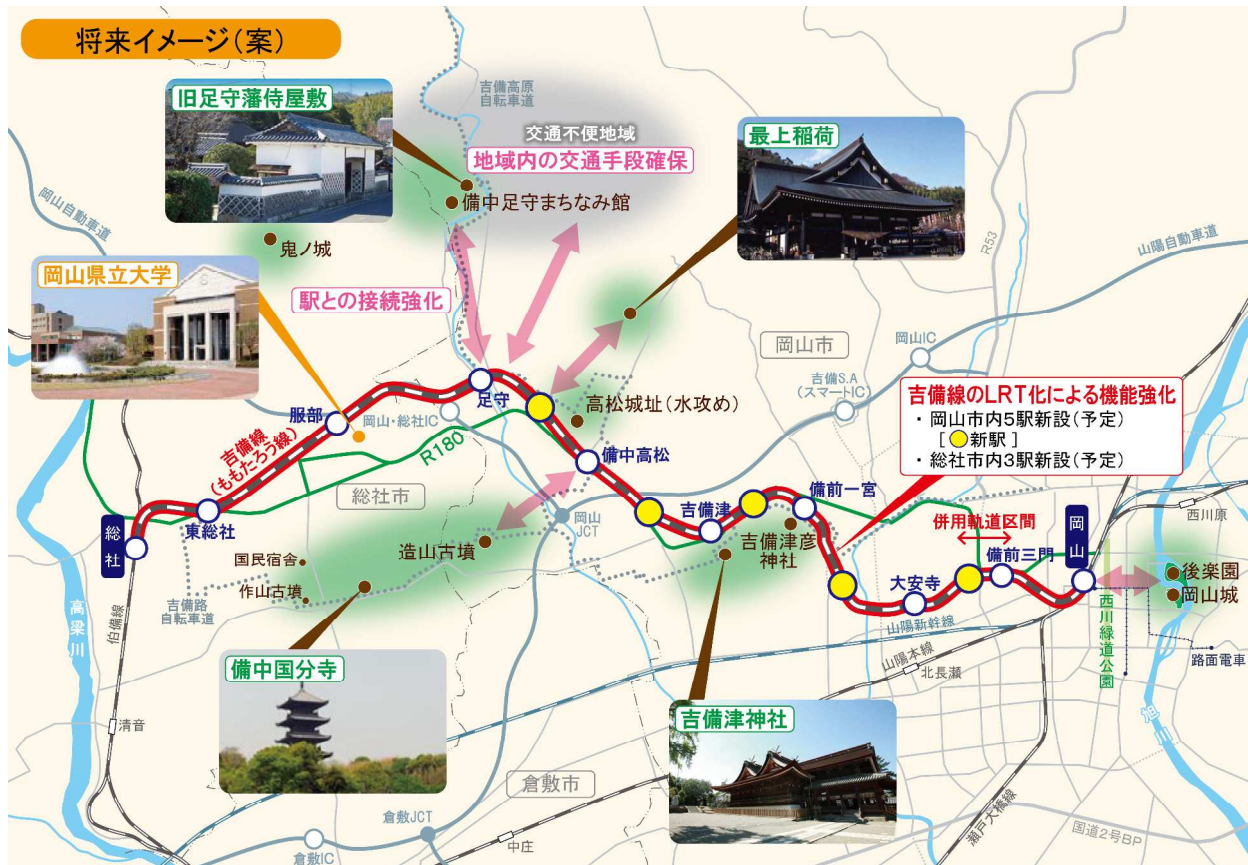 将来イメージ(案)
旧足守藩侍屋敷
吉備高原
自転車道
交通不便地域
地域内の交通手段確保
備中足守まちなみ館
最上稲荷
岡山自動車道
鬼ノ城
岡山県立大学
駅との接続強化
R53
山陽自動車道
岡山市
岡山IC
吉備S.A
(スマートIC)
足守
高松城址(水攻め)
服部
岡山・総社IC
吉備線のLRT化による機能強化
・岡山市内5駅新設(予定)
[ 新駅 ]
・総社市内3駅新設(予定)
吉備線
(ももたろう線)
R180
備中高松
総社市
総社
東総社
岡山
JCT
吉備津
備前一宮
吉備津彦
神社
併用軌道区間
備前三門
岡山
西川原
後楽園
岡山城
造山古墳
国民宿舎
作山古墳
吉備路
自転車道
大安寺
山陽新幹線
山陽本線
北長瀬
西川緑道公園
路面電車
高梁川
伯備線
備中国分寺
吉備津神社
旭川
清音
倉敷市
倉敷JCT
倉敷IC
中庄
瀬戸大橋線
国道2号BP